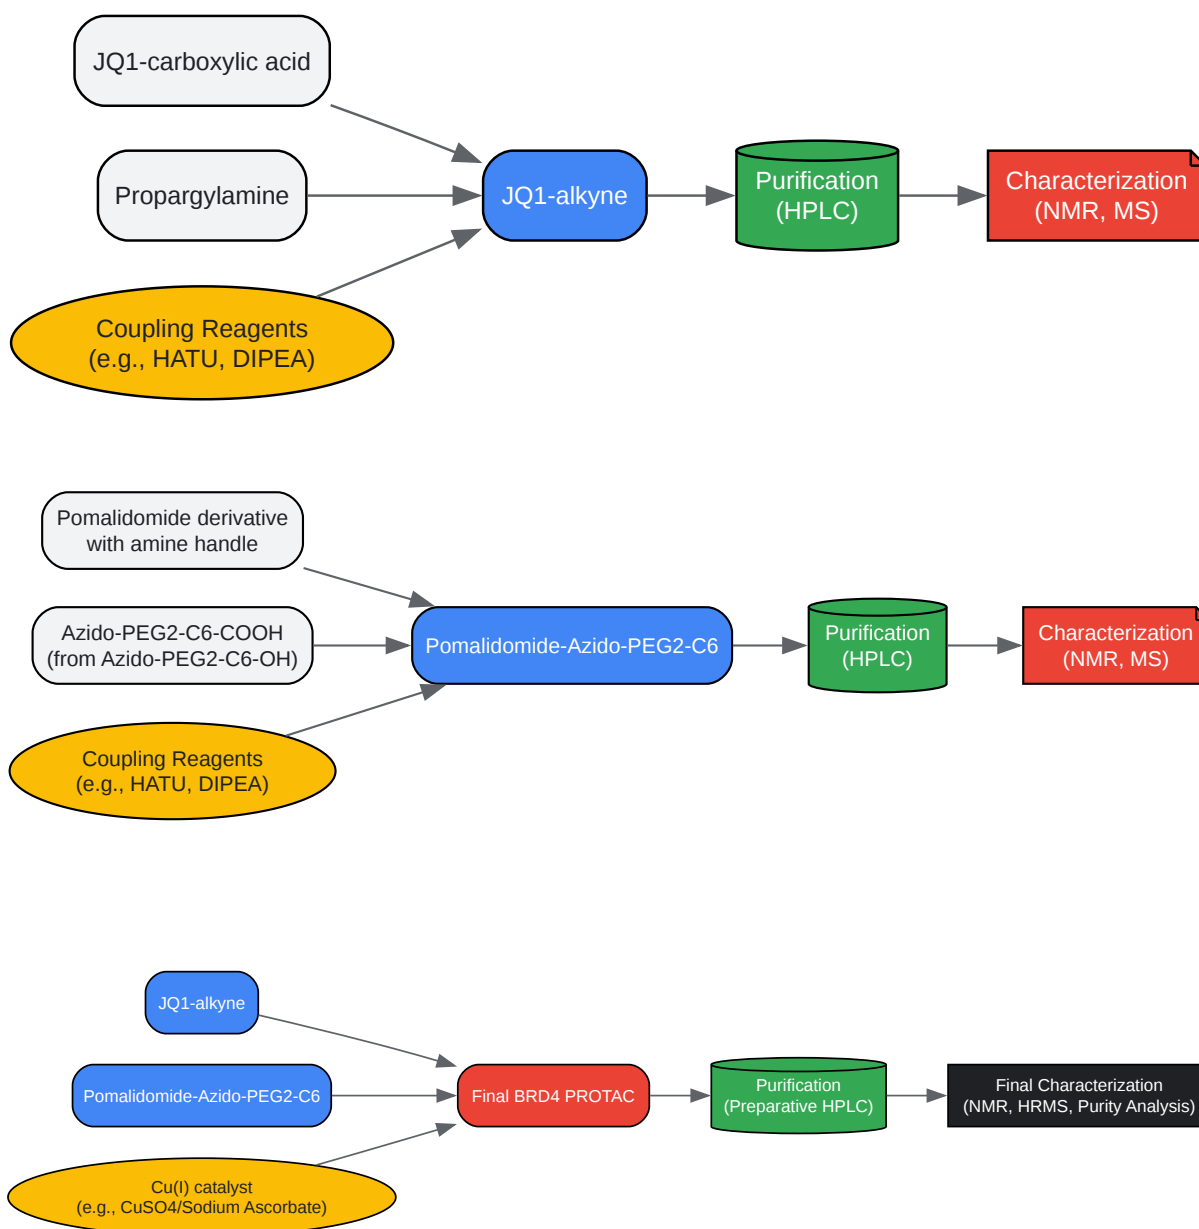 JQ1-carboxylic acid
Propargylamine
Coupling Reagents
(e.g., HATU, DIPEA)
JQ1-alkyne
Purification
(HPLC)
Characterization
(NMR, MS)
Pomalidomide derivative
with amine handle
Azido-PEG2-C6-COOH
(from Azido-PEG2-C6-OH)
Coupling Reagents
(e.g., HATU, DIPEA)
Pomalidomide-Azido-PEG2-C6
Purification
(HPLC)
Characterization
(NMR, MS)
JQ1-alkyne
Pomalidomide-Azido-PEG2-C6
Cu(I) catalyst
(e.g., CuSO4/Sodium Ascorbate)
Final BRD4 PROTAC
Purification
(Preparative HPLC)
Final Characterization
(NMR, HRMS, Purity Analysis)